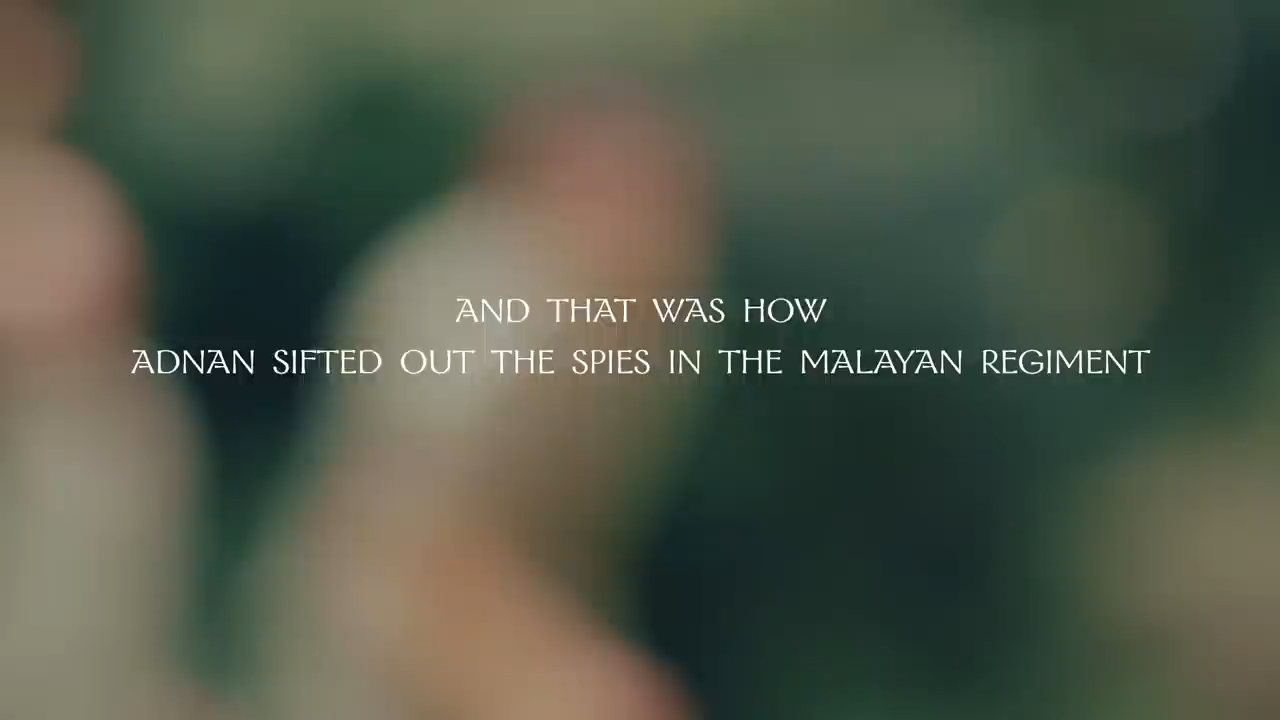 AND THAT WAS HOW
ADNAN SIFTED OUT THE SPIES IN THE MALAYAN REGIMENT